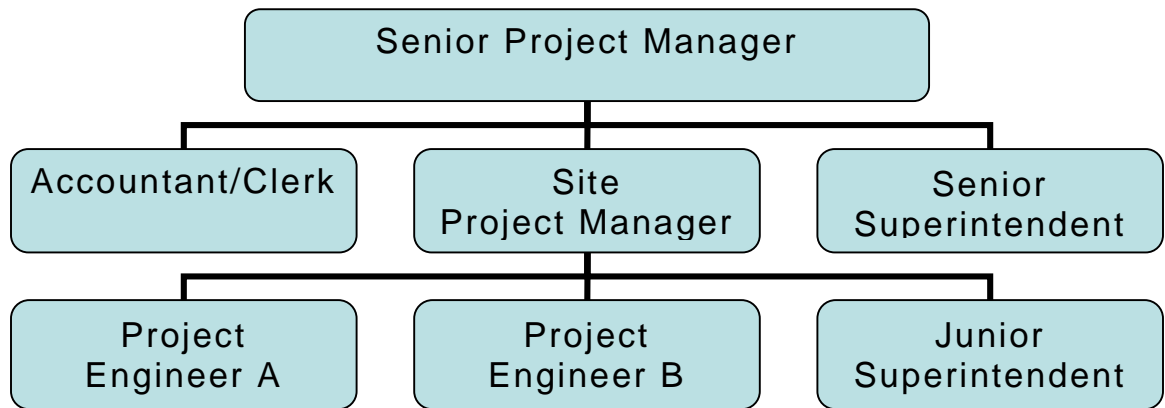 Senior Project Manager
Accountant/Clerk
Site
Project Manager
Senior
Superintendent
Project
Engineer A
Project
Engineer B
Junior
Superintendent